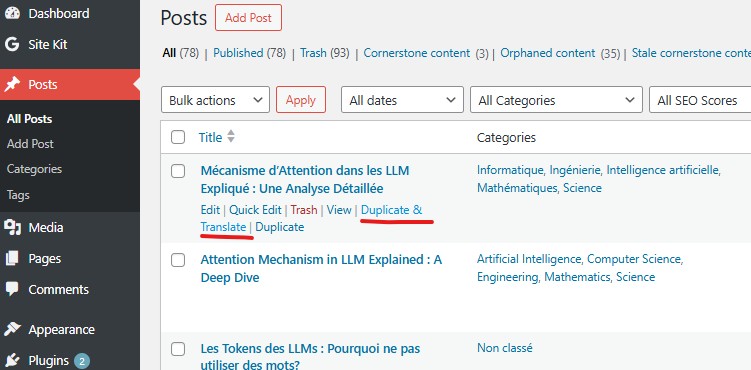 Dashboard
Site Kit
Posts
All Posts
Add Post
Categories
Tags
Media
Pages
Comments
Appearance
Plugins 2
Posts Add Post
All (78) | Published (78) | Trash (93) | Cornerstone content (3) | Orphaned content (35) | Stale cornerstone conte
Bulk actions Apply All dates All Categories All SEO Scores
Title Categories
Mécanisme d’Attention dans les LLM
Expliqué : Une Analyse Détaillée
Edit | Quick Edit | Trash | View | Duplicate &
Translate | Duplicate
Informatique, Ingénierie, Intelligence artificielle,
Mathématiques, Science
Attention Mechanism in LLM Explained : A
Deep Dive
Artificial Intelligence, Computer Science,
Engineering, Mathematics, Science
Les Tokens des LLMs : Pourquoi ne pas
utiliser des mots?
Non classé